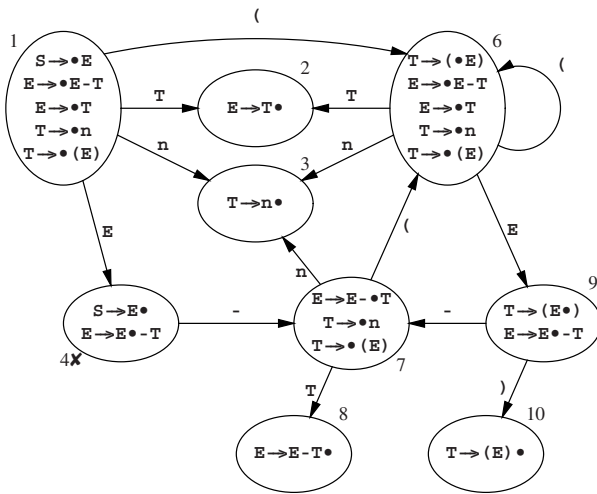 (
1
S→•E
E→•E-T
E→•T
T→•n
T→•(E)
T
2
E→T•
T
6
T→(•E)
E→•E-T
E→•T
T→•n
T→•(E)
(
n
n
3
T→n•
E
n
(
E
S→E•
E→E•-T
4✘
-
E→E-•T
T→•n
T→•(E)
7
-
9
T→(E•)
E→E•-T
T
8
E→E-T•
)
10
T→(E)•